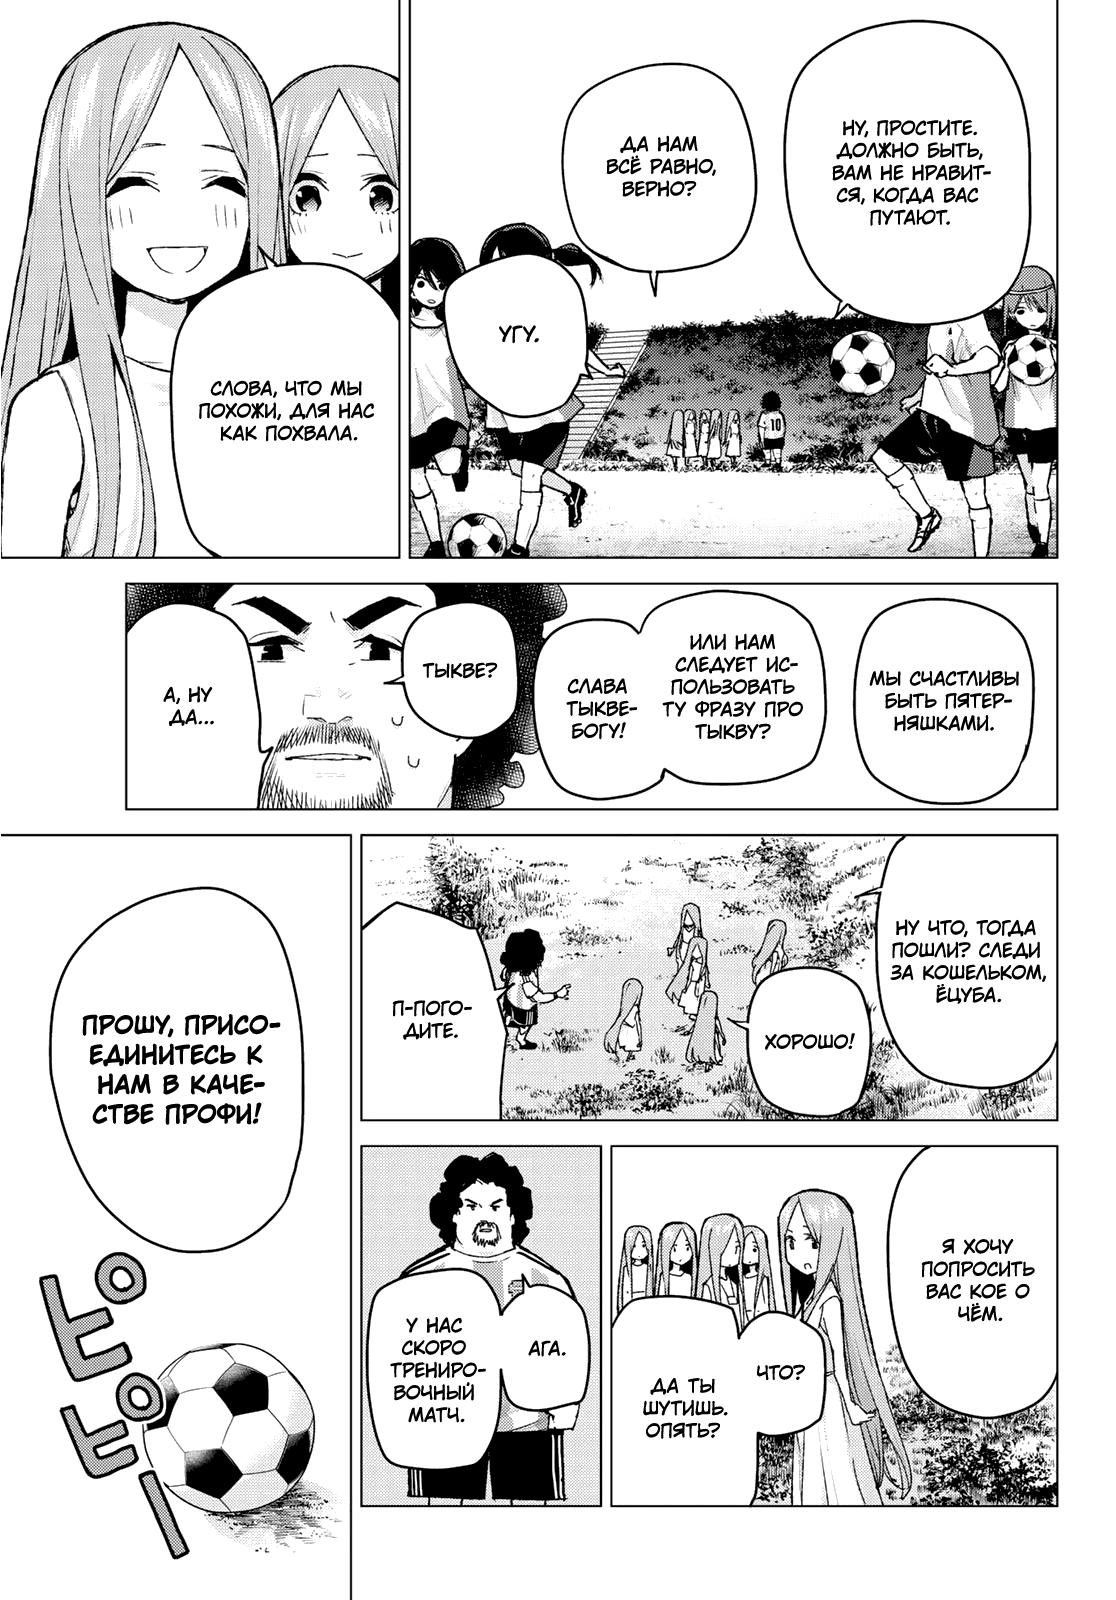 НУ, ПРОСТИТЕ.
ДОЛЖНО БЫТЬ,
ВАМ НЕ НРАВИТ-
СЯ, КОГДА ВАС
ПУТАЮТ.
ДА НАМ
ВСЁ РАВНО,
ВЕРНО?
УГУ.
10
СЛОВА, ЧТО МЫ
ПОХОЖИ, ДЛЯ НАС
КАК ПОХВАЛА.
МЫ СЧАСТЛИВЫ
БЫТЬ ПЯТЕР-
НЯШКАМИ.
ИЛИ НАМ
СЛЕДУЕТ ИС-
ПОЛЬЗОВАТЬ
ТУ ФРАЗУ ПРО
ТЫКВУ?
СЛАВА
ТЫКВЕ-
БОГУ!
ТЫКВЕ?
А, НУ
ДА...
НУ ЧТО, ТОГДА
ПОШЛИ? СЛЕДИ
ЗА КОШЕЛЬКОМ,
ЁЦУБА.
ХОРОШО!
П-ПОГО-
ДИТЕ.
Я ХОЧУ
ПОПРОСИТЬ
ВАС КОЕ О
ЧЁМ.
ЧТО?
ДА ТЫ
ШУТИШЬ.
ОПЯТЬ?
АГА.
У НАС
СКОРО
ТРЕНИРО-
ВОЧНЫЙ
МАТЧ.
ПРОШУ, ПРИСО-
ЕДИНИТЕСЬ К
НАМ В КАЧЕ-
СТВЕ ПРОФИ!
ピピー